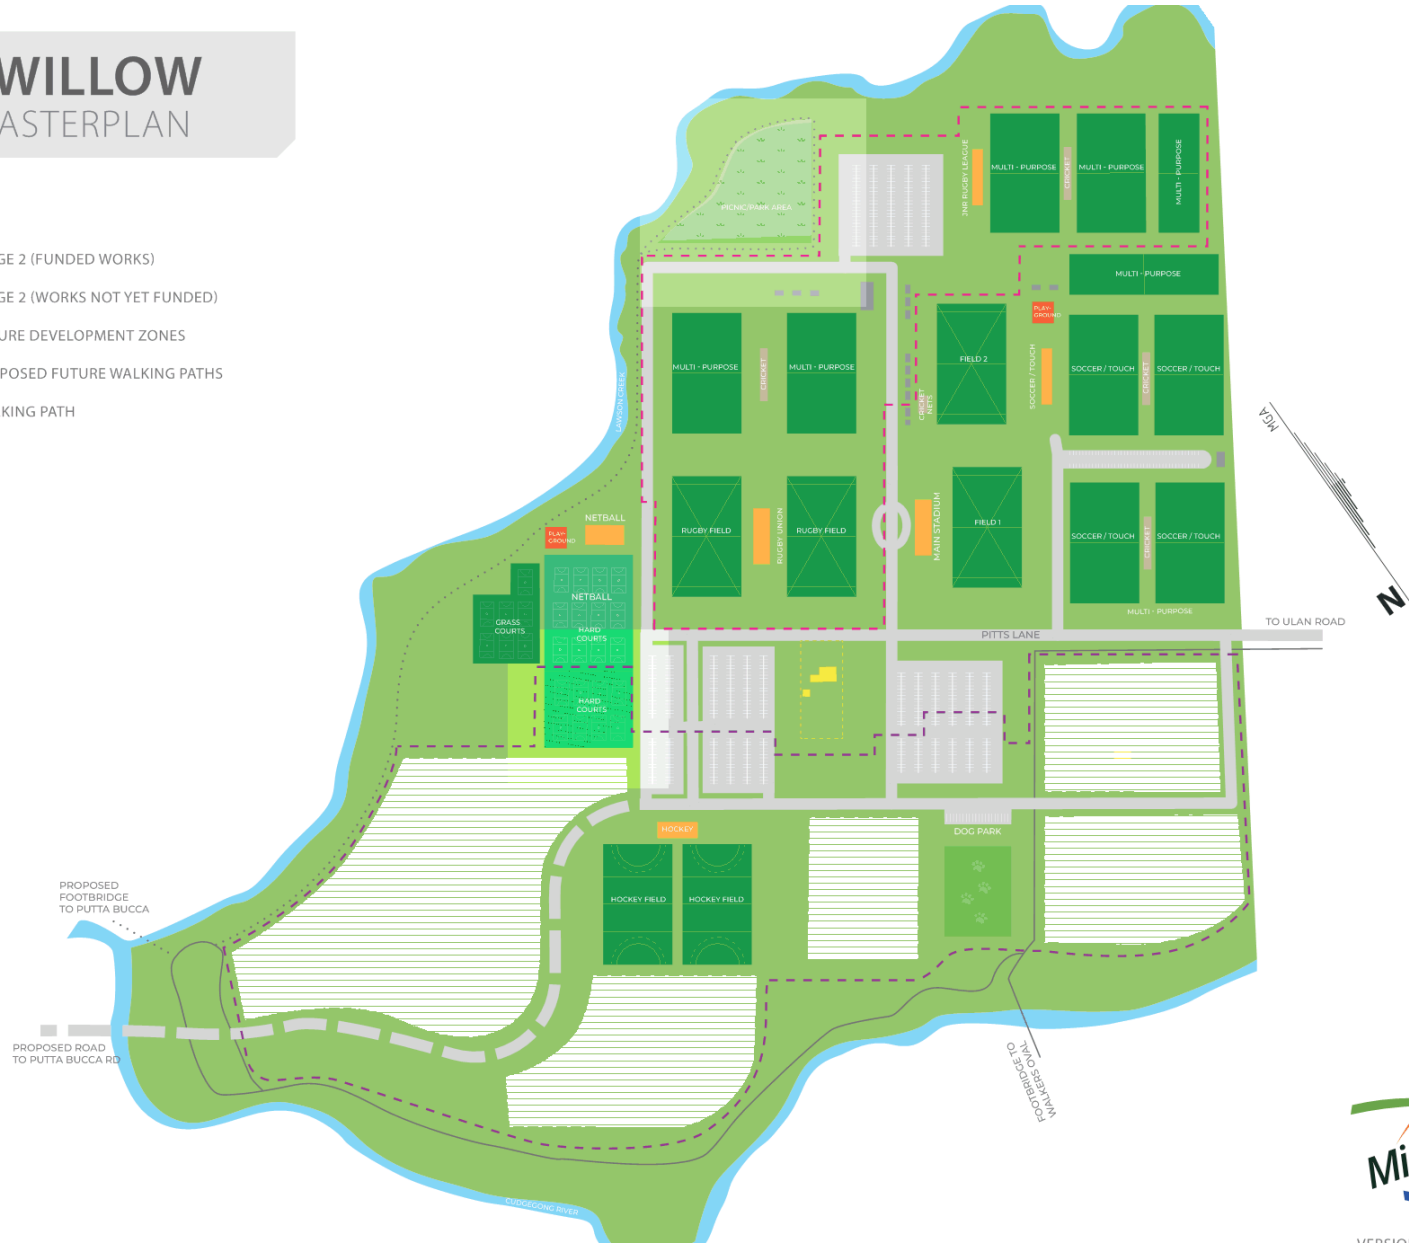 WILLOW
ASTERPLAN
GE 2 (FUNDED WORKS)
GE 2 (WORKS NOT YET FUNDED)
URE DEVELOPMENT ZONES
POSED FUTURE WALKING PATHS
KING PATH
PICNIC/PARK AREA
JNR RUGBY LEAGUE
MULTI - PURPOSE
CRICKET
MULTI - PURPOSE
MULTI - PURPOSE
MULTI - PURPOSE
PLAY-
GROUND
LAWSON CREEK
MULTI - PURPOSE
CRICKET
MULTI - PURPOSE
CRICKET
NETS
FIELD 2
SOCCER / TOUCH
SOCCER / TOUCH
CRICKET
SOCCER / TOUCH
MGA
N
NETBALL
PLAY-
GROUND
RUGBY FIELD
RUGBY UNION
RUGBY FIELD
MAIN STADIUM
FIELD 1
SOCCER / TOUCH
CRICKET
SOCCER / TOUCH
MULTI - PURPOSE
NETBALL
GRASS
COURTS
HARD
COURTS
HARD
COURTS
PITTS LANE
TO ULAN ROAD
HOCKEY
DOG PARK
HOCKEY FIELD
HOCKEY FIELD
PROPOSED
FOOTBRIDGE
TO PUTTA BUCCA
PROPOSED ROAD
TO PUTTA BUCCA RD
FOOTBRIDGE TO
WALKERS OVAL
CUDGEGONG RIVER
Mi
VERSION